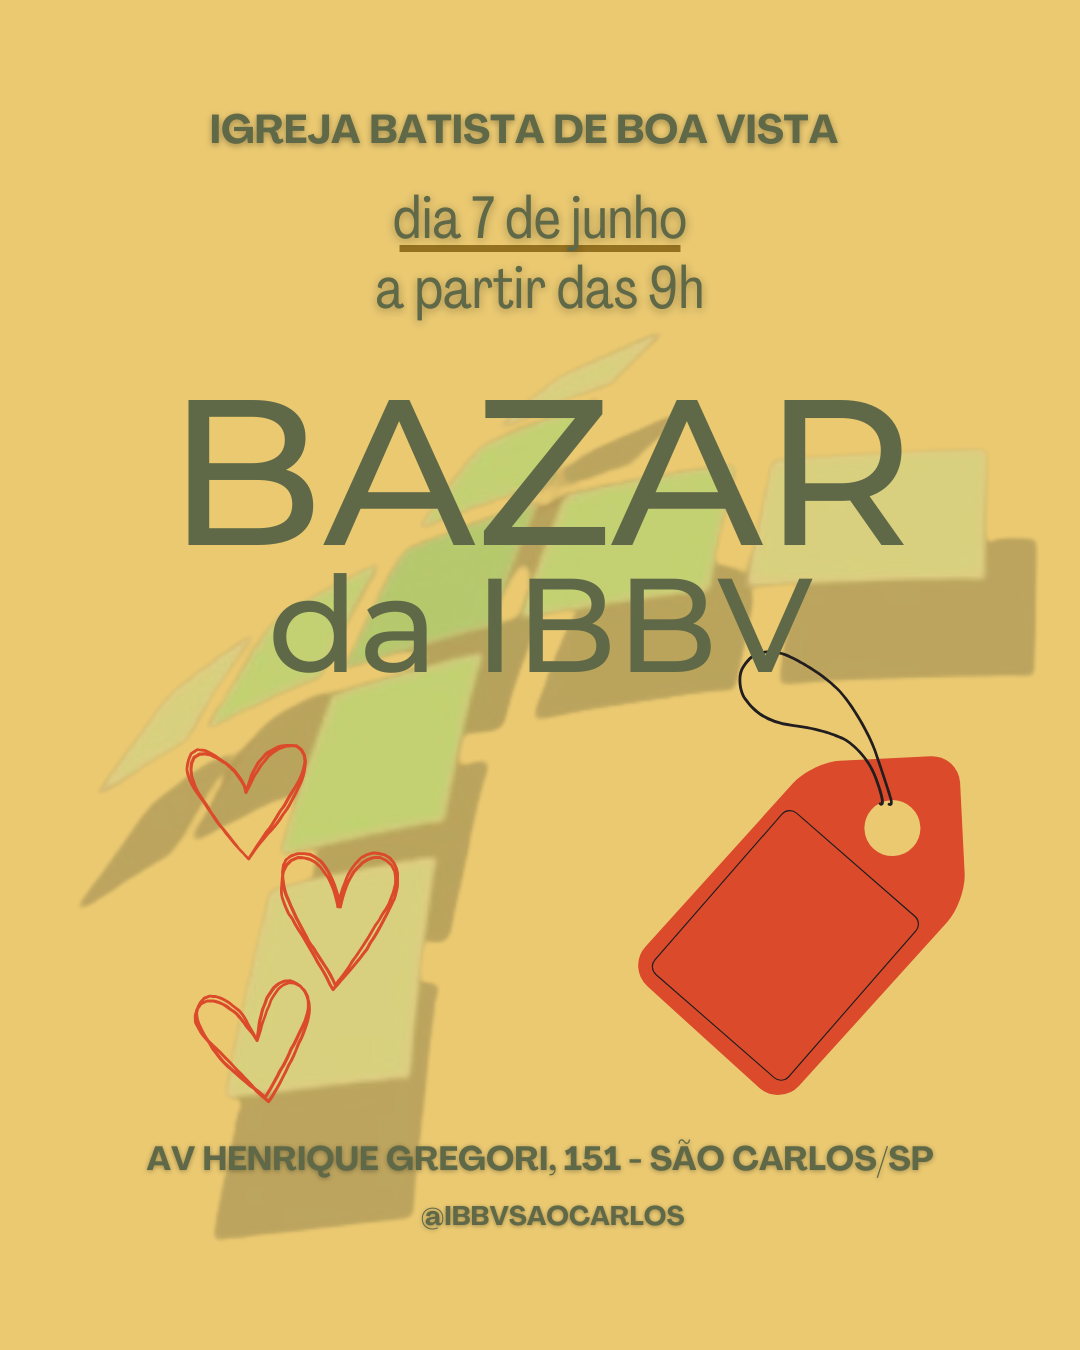 IGREJA BATISTA DE BOA VISTA
dia 7 de junho
a partir das 9h
BAZAR
da IBBV
AV HENRIQUE GREGORI, 151 - SÃO CARLOS/SP
@IBBVSAOCARLOS